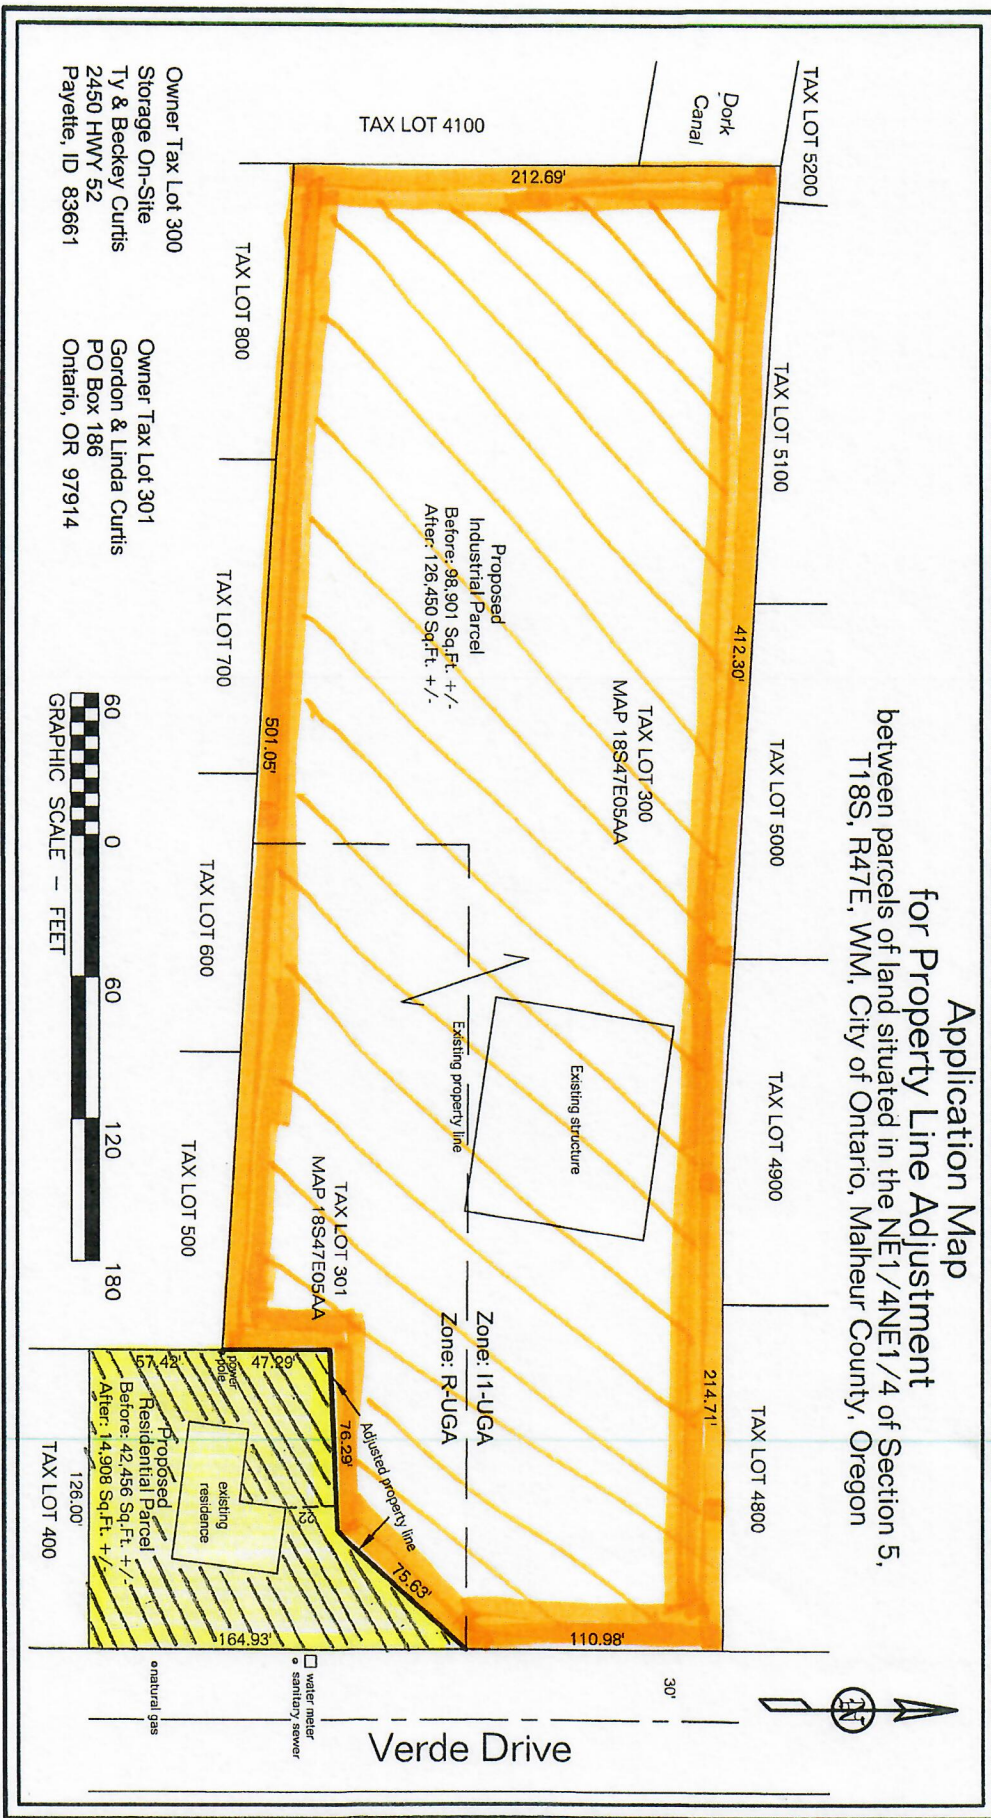 Application Map
for Property Line Adjustment
between parcels of land situated in the NE1/4NE1/4 of Section 5,
T18S, R47E, WM, City of Ontario, Malheur County, Oregon
TAX LOT 5200
TAX LOT 5100
TAX LOT 5000
TAX LOT 4900
TAX LOT 4800
Dork
Canal
TAX LOT 4100
412.30'
214.71'
212.69'
TAX LOT 300
MAP 18S47E05AA
Proposed
Industrial Parcel
Before: 98,901 Sq.Ft. +/-
After: 126,450 Sq.Ft. +/-
Existing structure
Existing property line
Zone: I1-UGA
Zone: R-UGA
110.98'
30'
N
TAX LOT 301
MAP 18S47E05AA
Adjusted property line
75.63'
76.29'
47.29'
power
pole
57.42'
12'
existing
residence
Proposed
Residential Parcel
Before: 42,456 Sq.Ft. +/-
After: 14,908 Sq.Ft. +/-
164.93'
126.00'
TAX LOT 400
water meter
sanitary sewer
natural gas
Verde Drive
501.05'
TAX LOT 800
TAX LOT 700
TAX LOT 600
TAX LOT 500
Owner Tax Lot 300
Storage On-Site
Ty & Beckey Curtis
2450 HWY 52
Payette, ID 83661
Owner Tax Lot 301
Gordon & Linda Curtis
PO Box 186
Ontario, OR 97914
60 0 60 120 180
GRAPHIC SCALE - FEET